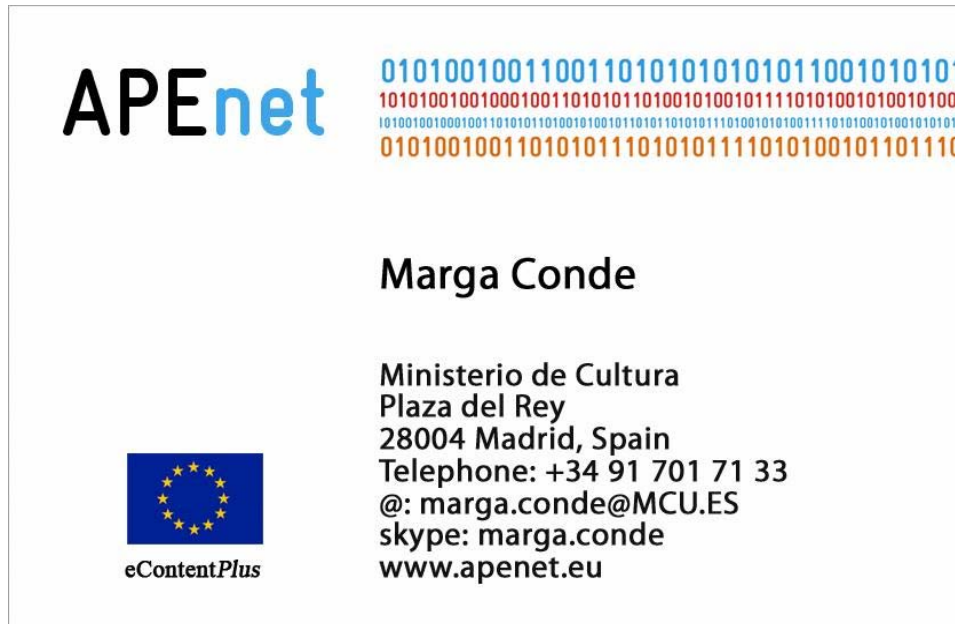 APEnet
01010010011001101010101010101100101010
Marga Conde
Ministerio de Cultura
Plaza del Rey
28004 Madrid, Spain
Telephone: +34 91 701 71 33
@: marga.conde@MCU.ES
skype: marga.conde
www.apenet.eu
eContentPlus